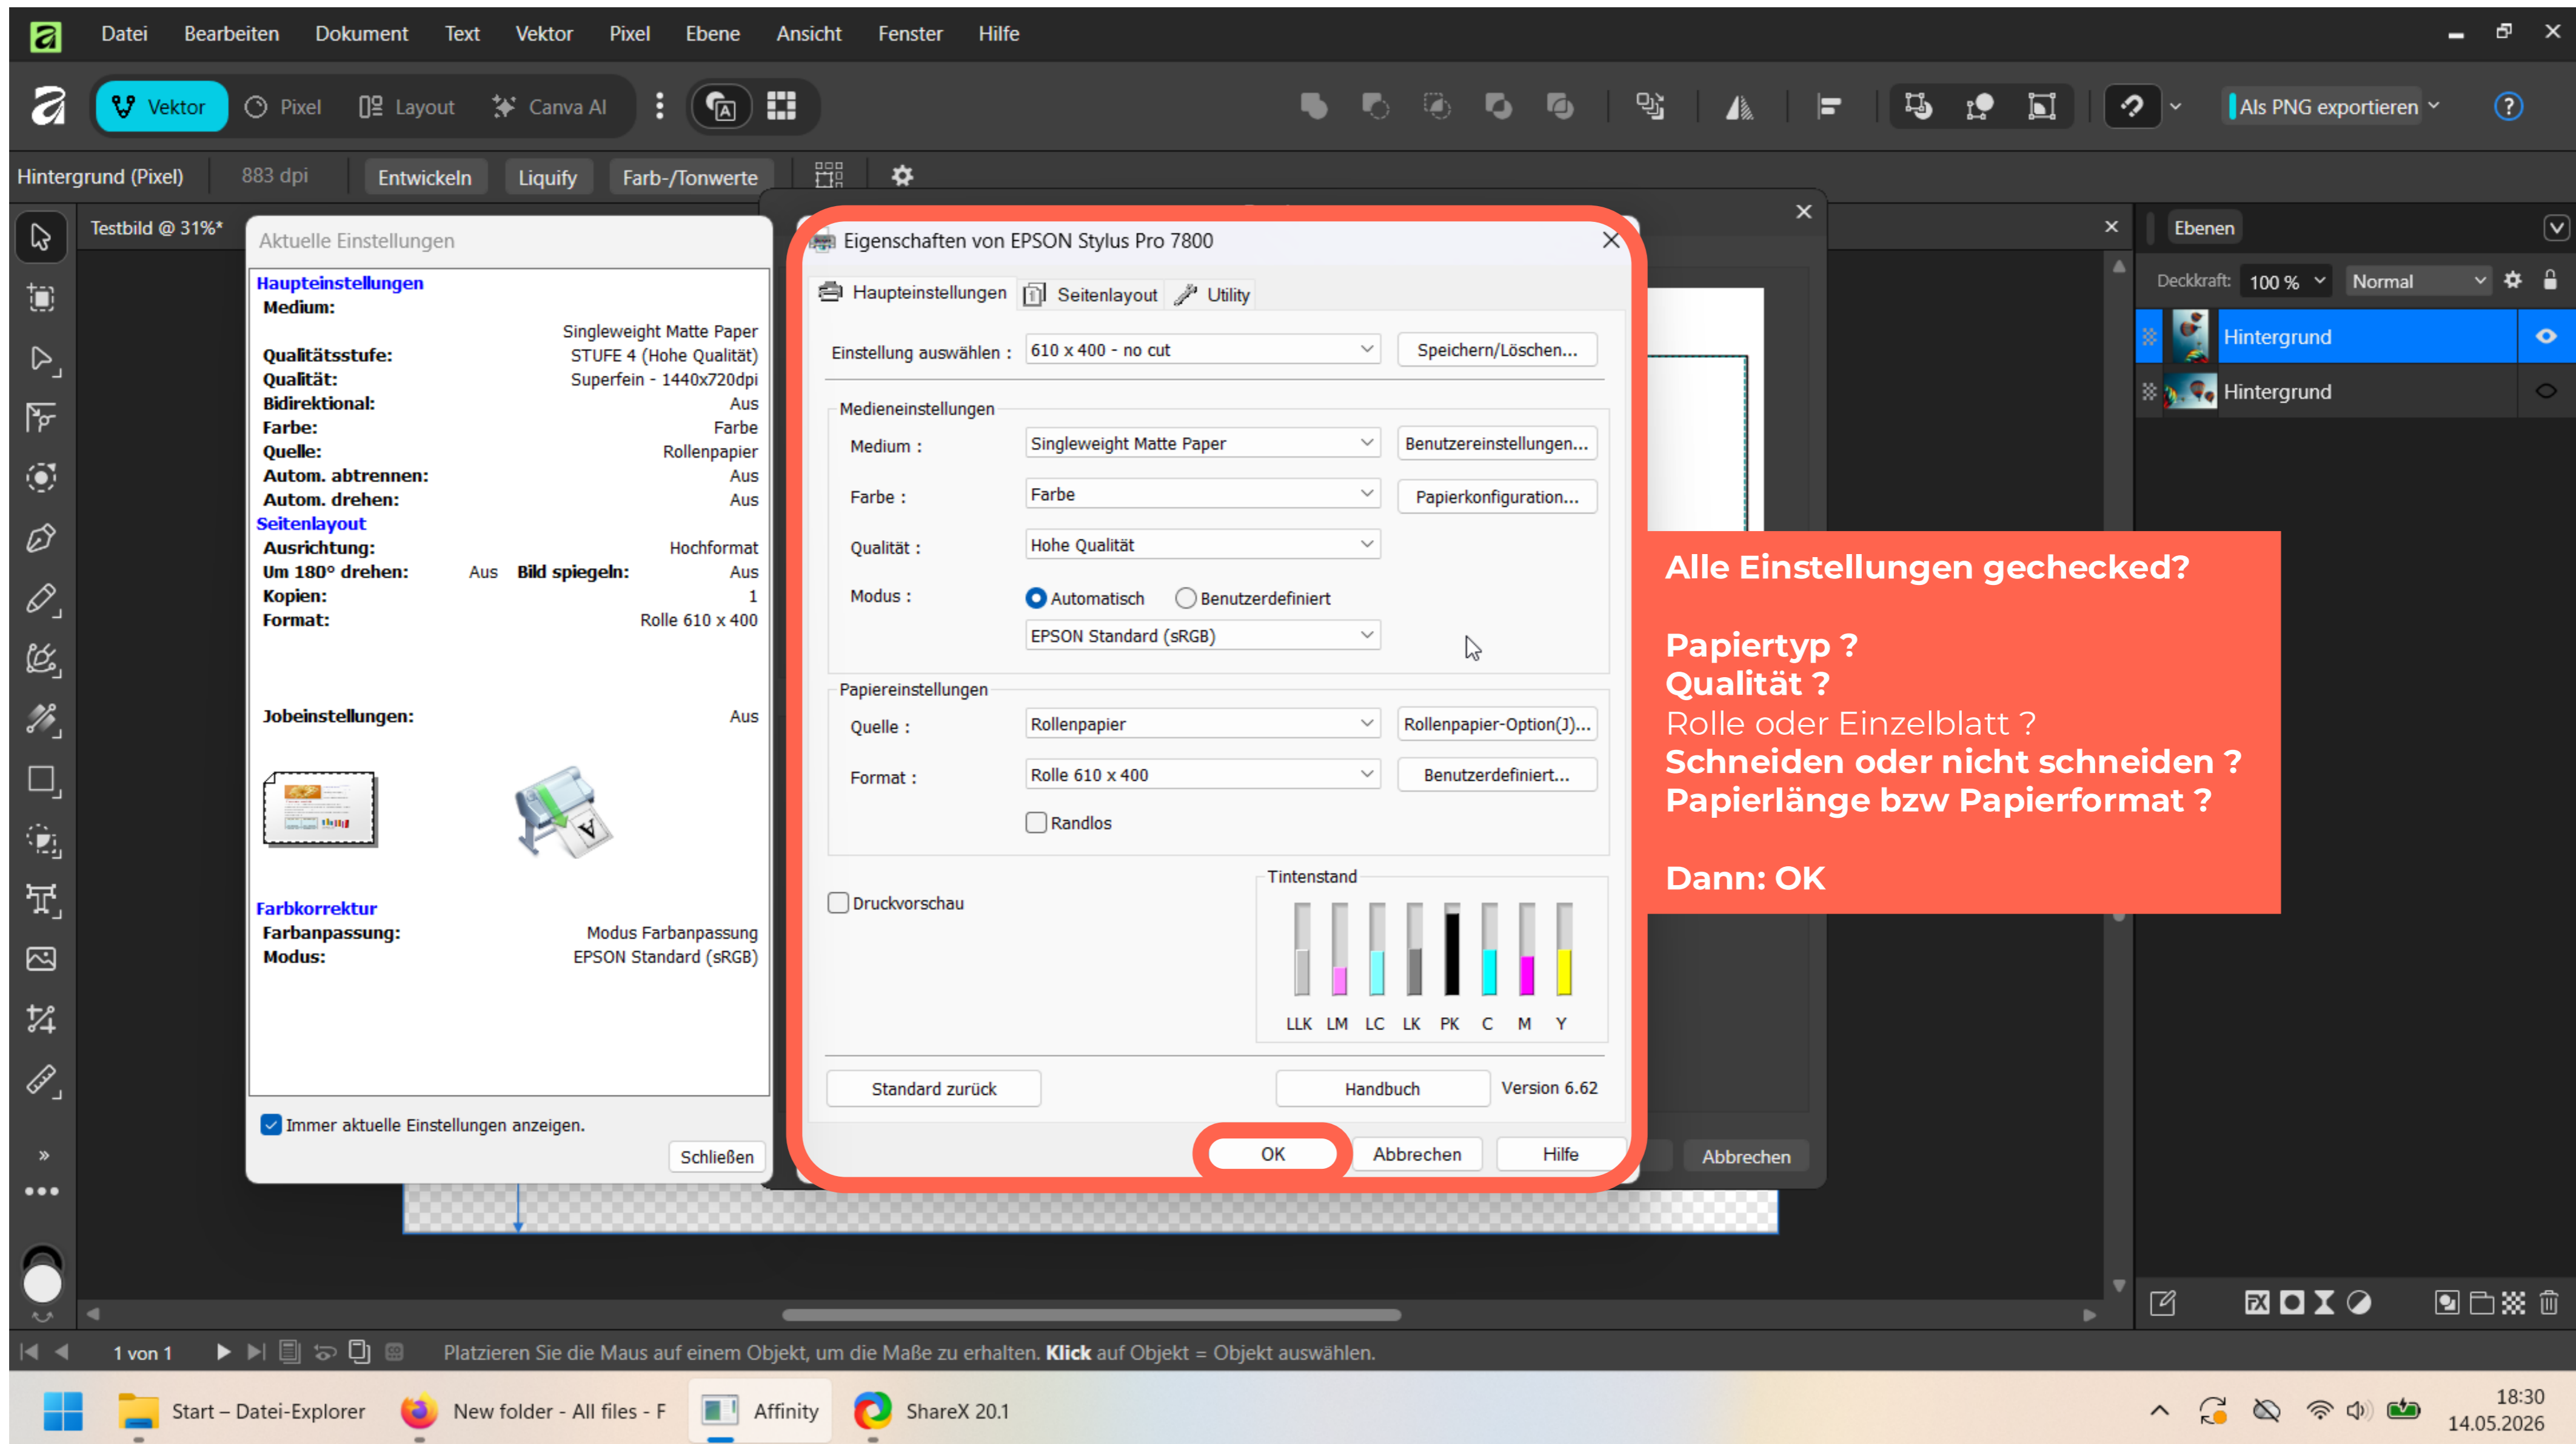 Datei Bearbeiten Dokument Text Vektor Pixel Ebene Ansicht Fenster Hilfe
Vektor Pixel Layout Canva AI Als PNG exportieren
Hintergrund (Pixel) 883 dpi Entwickeln Liquify Farb-/Tonwerte
Testbild @ 31%*
Aktuelle Einstellungen
Haupteinstellungen
Medium:
Singleweight Matte Paper
Qualitätsstufe: STUFE 4 (Hohe Qualität)
Qualität: Superfein - 1440x720dpi
Bidirektional: Aus
Farbe: Farbe
Quelle: Rollenpapier
Autom. abtrennen: Aus
Autom. drehen: Aus
Seitenlayout
Ausrichtung: Hochformat
Um 180° drehen: Aus Bild spiegeln: Aus
Kopien: 1
Format: Rolle 610 x 400
Jobeinstellungen: Aus
Farbkorrektur
Farbanpassung: Modus Farbanpassung
Modus: EPSON Standard (sRGB)
Immer aktuelle Einstellungen anzeigen.
Schließen
Eigenschaften von EPSON Stylus Pro 7800
Haupteinstellungen Seitenlayout Utility
Einstellung auswählen : 610 x 400 - no cut Speichern/Löschen...
Medieneinstellungen
Medium : Singleweight Matte Paper Benutzereinstellungen...
Farbe : Farbe Papierkonfiguration...
Qualität : Hohe Qualität
Modus : Automatisch Benutzerdefiniert
EPSON Standard (sRGB)
Papiereinstellungen
Quelle : Rollenpapier Rollenpapier-Option(J)...
Format : Rolle 610 x 400 Benutzerdefiniert...
Randlos
Druckvorschau
Tintenstand
LLK LM LC LK PK C M Y
Standard zurück Handbuch Version 6.62
OK Abbrechen Hilfe
Abbrechen
Alle Einstellungen gechecked?
Papiertyp ?
Qualität ?
Rolle oder Einzelblatt ?
Schneiden oder nicht schneiden ?
Papierlänge bzw Papierformat ?
Dann: OK
Ebenen
Deckkraft: 100 % Normal
Hintergrund
Hintergrund
1 von 1 Platzieren Sie die Maus auf einem Objekt, um die Maße zu erhalten. Klick auf Objekt = Objekt auswählen.
Start – Datei-Explorer New folder - All files - F Affinity ShareX 20.1
18:30
14.05.2026